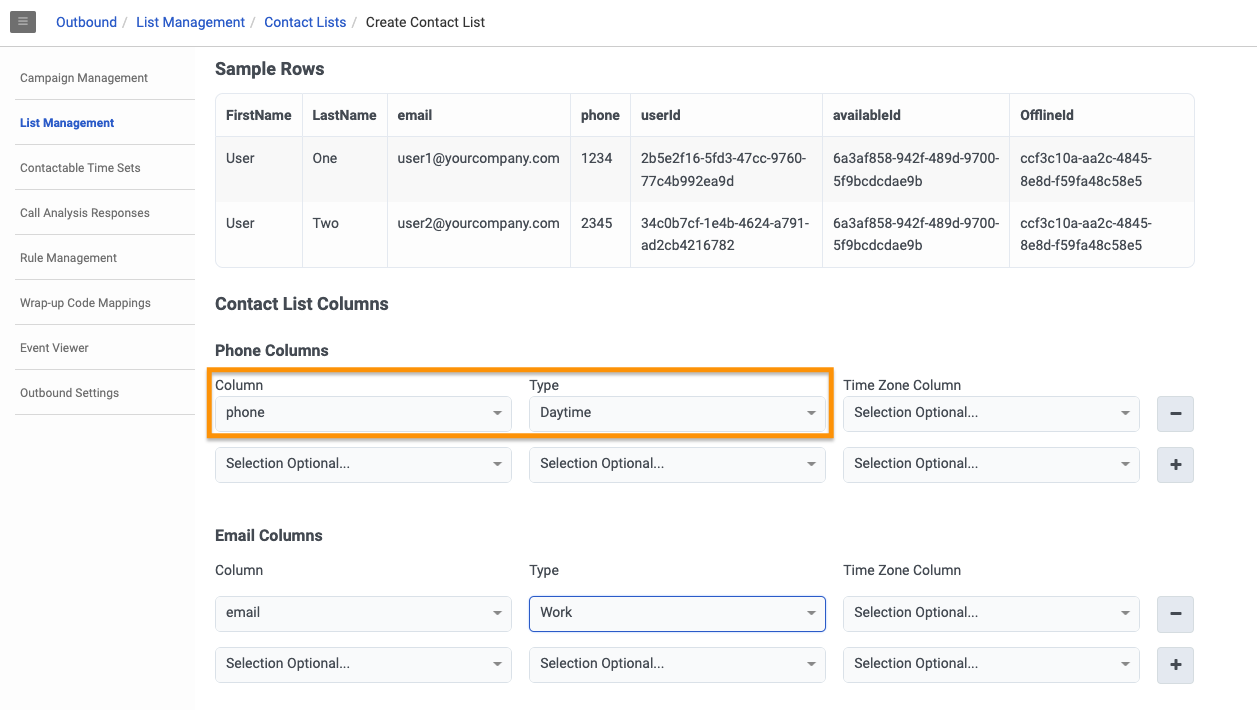 Outbound / List Management / Contact Lists / Create Contact List
Campaign Management
List Management
Contactable Time Sets
Call Analysis Responses
Rule Management
Wrap-up Code Mappings
Event Viewer
Outbound Settings
Sample Rows
FirstName LastName email phone userId availableId OfflineId
User One user1@yourcompany.com 1234 2b5e2f16-5fd3-47cc-9760- 6a3af858-942f-489d-9700- ccf3c10a-aa2c-4845-
77c4b992ea9d 5f9bcdcdae9b 8e8d-f59fa48c58e5
User Two user2@yourcompany.com 2345 34c0b7cf-1e4b-4624-a791- 6a3af858-942f-489d-9700- ccf3c10a-aa2c-4845-
ad2cb4216782 5f9bcdcdae9b 8e8d-f59fa48c58e5
Contact List Columns
Phone Columns
Column Type Time Zone Column
phone Daytime Selection Optional...
Selection Optional... Selection Optional... Selection Optional...
Email Columns
Column Type Time Zone Column
email Work Selection Optional...
Selection Optional... Selection Optional... Selection Optional...